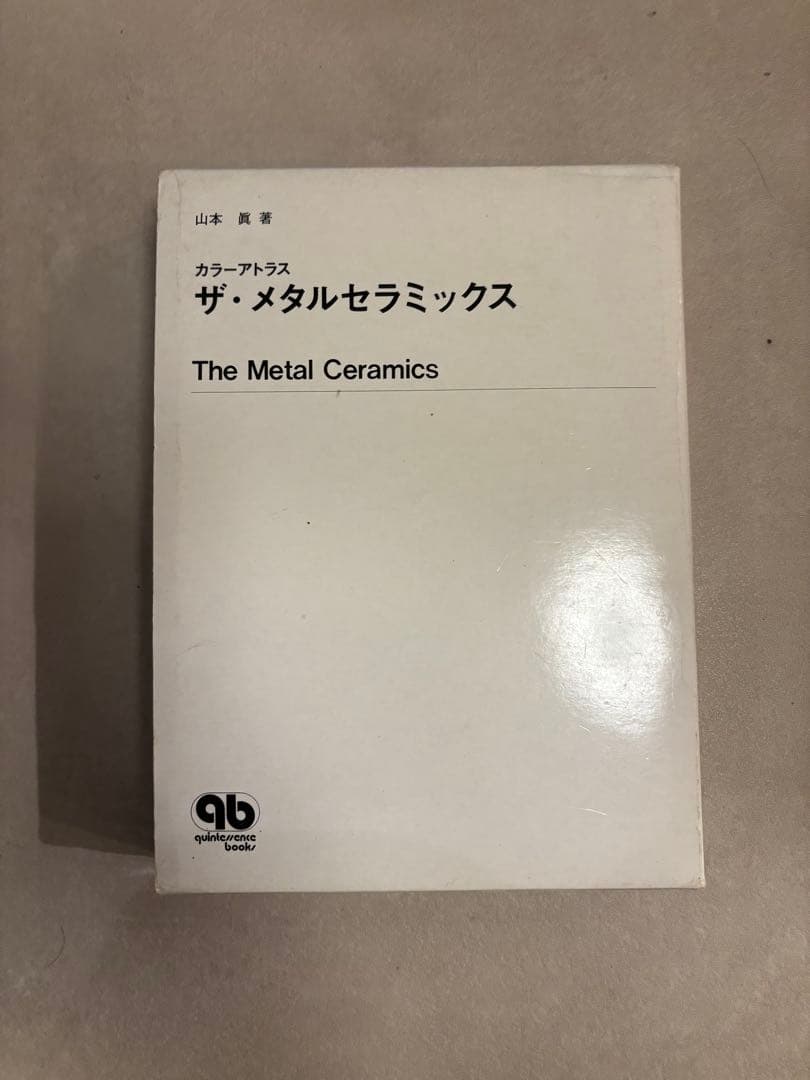 山本 眞 著
カラーアトラス
ザ・メタルセラミックス
The Metal Ceramics
qb
quintessence
books